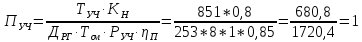 П_УЧ = (Т_УЧ · К_Н) / (Д_РГ · Т_ом · Р_УЧ · η_П) = 851*0,8 / 253*8*1*0,85 = 680,8 / 1720,4 = 1